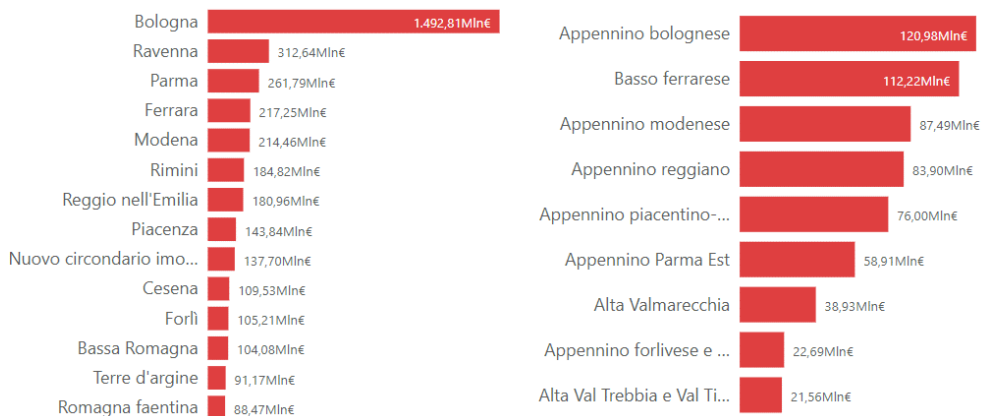 Bologna 1.492,81Mln€
Ravenna 312,64Mln€
Parma 261,79Mln€
Ferrara 217,25Mln€
Modena 214,46Mln€
Rimini 184,82Mln€
Reggio nell'Emilia 180,96Mln€
Piacenza 143,84Mln€
Nuovo circondario imo... 137,70Mln€
Cesena 109,53Mln€
Forlì 105,21Mln€
Bassa Romagna 104,08Mln€
Terre d'argine 91,17Mln€
Romagna faentina 88,47Mln€
Appennino bolognese 120,98Mln€
Basso ferrarese 112,22Mln€
Appennino modenese 87,49Mln€
Appennino reggiano 83,90Mln€
Appennino piacentino-... 76,00Mln€
Appennino Parma Est 58,91Mln€
Alta Valmarecchia 38,93Mln€
Appennino forlivese e ... 22,69Mln€
Alta Val Trebbia e Val Ti... 21,56Mln€